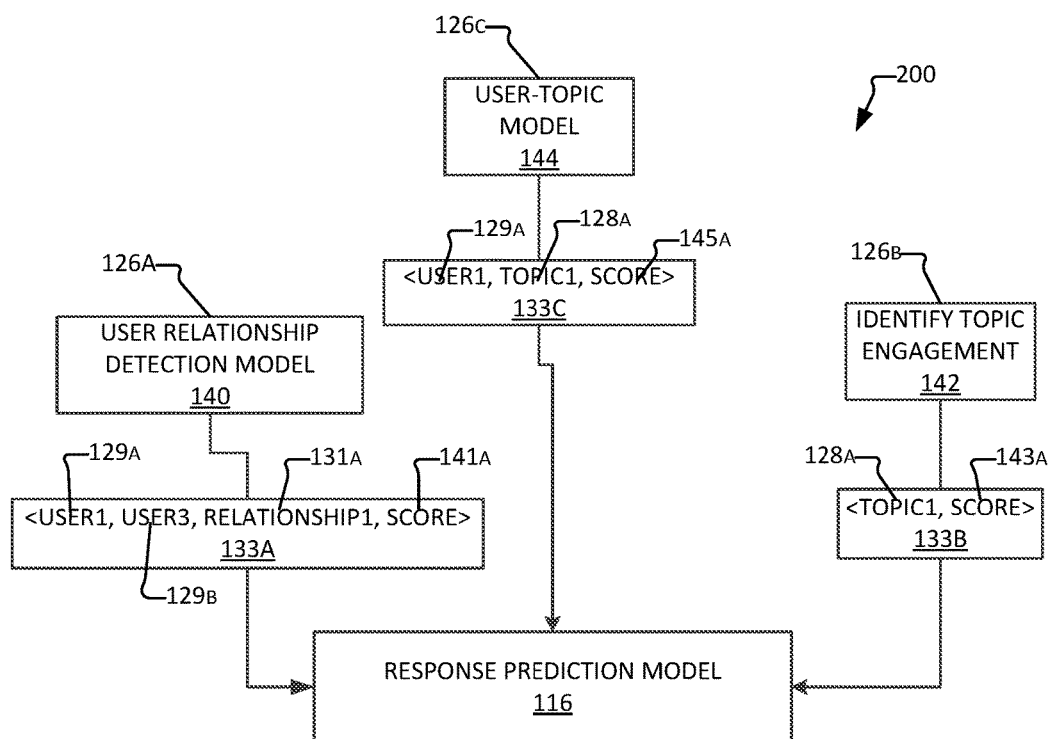 126C
200
USER-TOPIC
MODEL
144
129A
128A
145A
<USER1, TOPIC1, SCORE>
133C
126A
USER RELATIONSHIP
DETECTION MODEL
140
126B
IDENTIFY TOPIC
ENGAGEMENT
142
129A
131A
141A
<USER1, USER3, RELATIONSHIP1, SCORE>
133A
129B
128A
143A
<TOPIC1, SCORE>
133B
RESPONSE PREDICTION MODEL
116